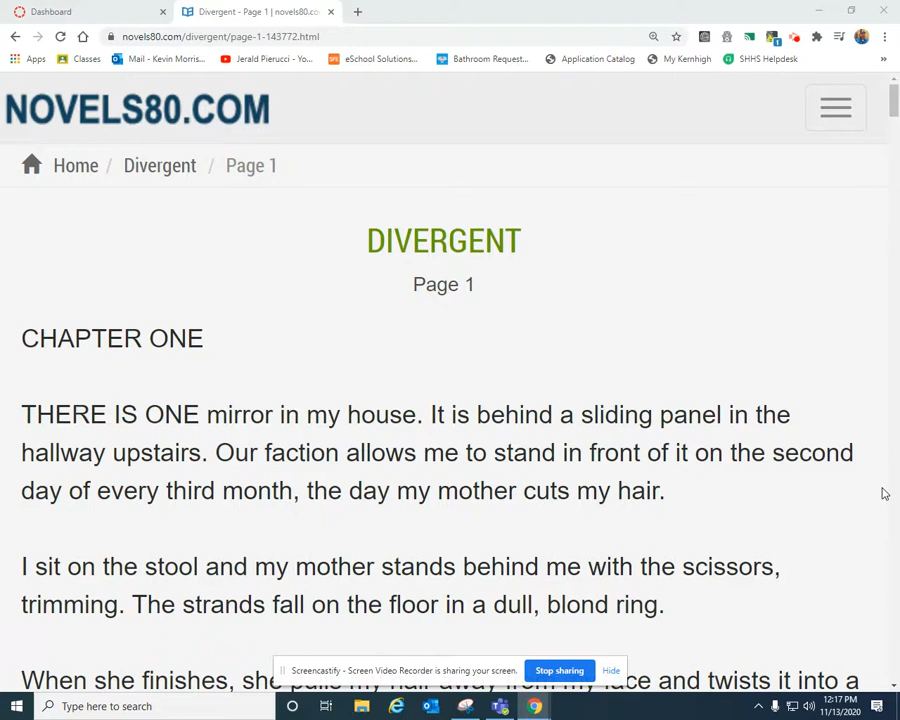 Dashboard
Divergent - Page 1 | novels80.co
novels80.com/divergent/page-1-143772.html
Apps Classes Mail - Kevin Morris... Jerald Pierucci - Yo... eSchool Solutions... Bathroom Request... Application Catalog My Kernhigh SHHS Helpdesk
NOVELS80.COM
Home / Divergent / Page 1
DIVERGENT
Page 1
CHAPTER ONE
THERE IS ONE mirror in my house. It is behind a sliding panel in the
hallway upstairs. Our faction allows me to stand in front of it on the second
day of every third month, the day my mother cuts my hair.
I sit on the stool and my mother stands behind me with the scissors,
trimming. The strands fall on the floor in a dull, blond ring.
When she finishes, she pulls my hair away from my face and twists it into a
Screencastify - Screen Video Recorder is sharing your screen. Stop sharing Hide
Type here to search
12:17 PM
11/13/2020